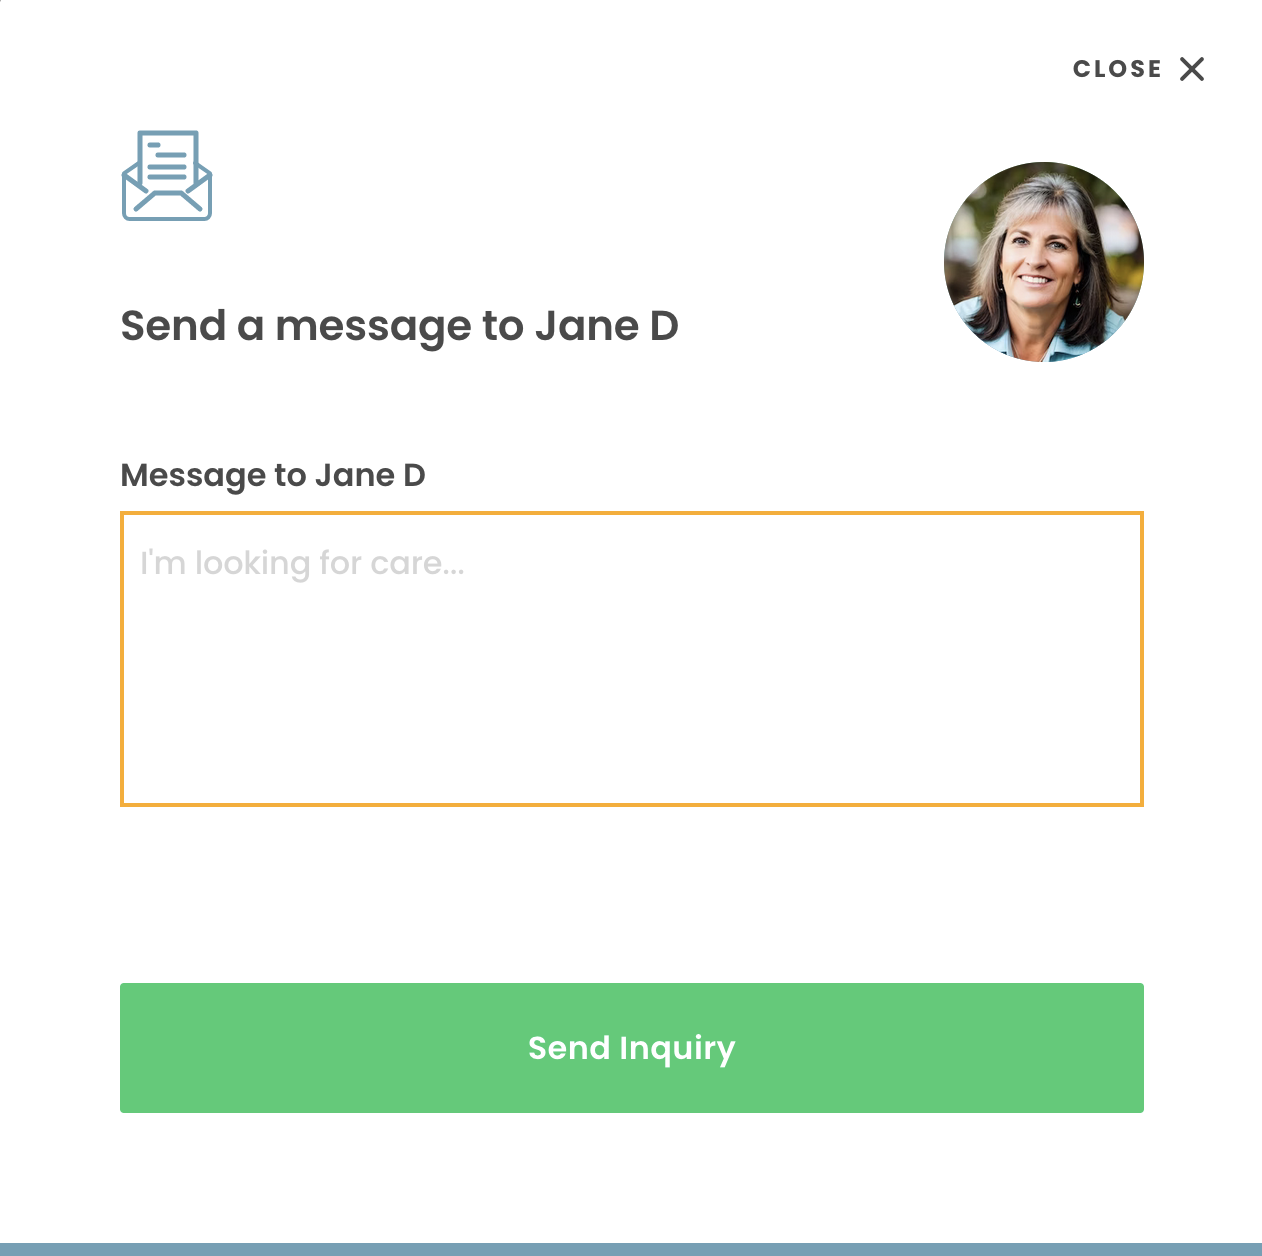 CLOSE
Send a message to Jane D
Message to Jane D
I'm looking for care...
Send Inquiry